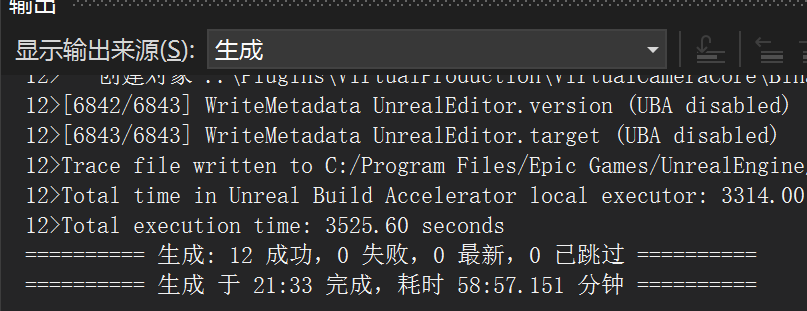 输出
显示输出来源(S): 生成
12> 创建对象 ..\Plugins\VirtualProduction\VirtualCameraCore\Bina
12>[6842/6843] WriteMetadata UnrealEditor.version (UBA disabled)
12>[6843/6843] WriteMetadata UnrealEditor.target (UBA disabled)
12>Trace file written to C:/Program Files/Epic Games/UnrealEngine/
12>Total time in Unreal Build Accelerator local executor: 3314.00
12>Total execution time: 3525.60 seconds
========== 生成: 12 成功，0 失败，0 最新，0 已跳过 ==========
========== 生成 于 21:33 完成，耗时 58:57.151 分钟 ==========